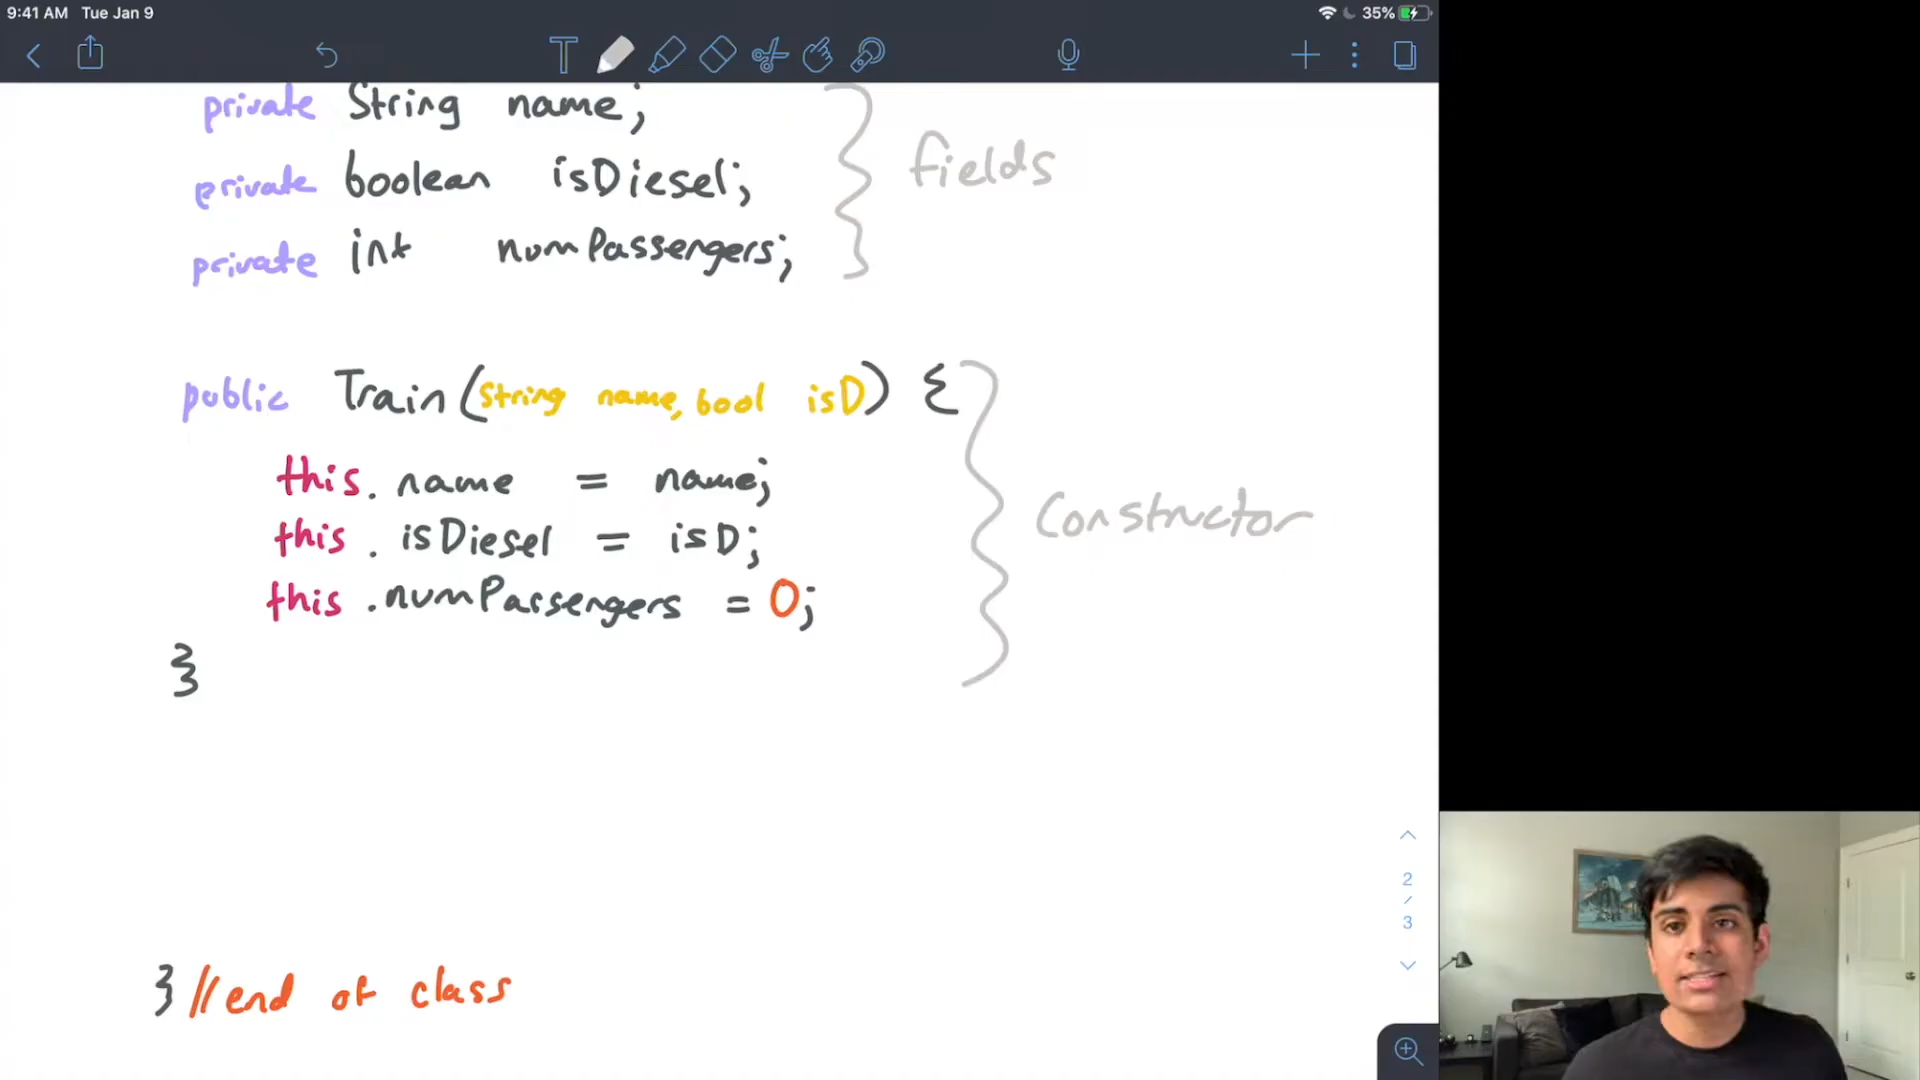 9:41 AM Tue Jan 9
35%
private String name;
fields
private boolean isDiesel;
private int numPassengers;
public Train(String name, bool isD) {
this.name = name;
Constructor
this.isDiesel = isD;
this.numPassengers = 0;
}
2
3
} //end of class